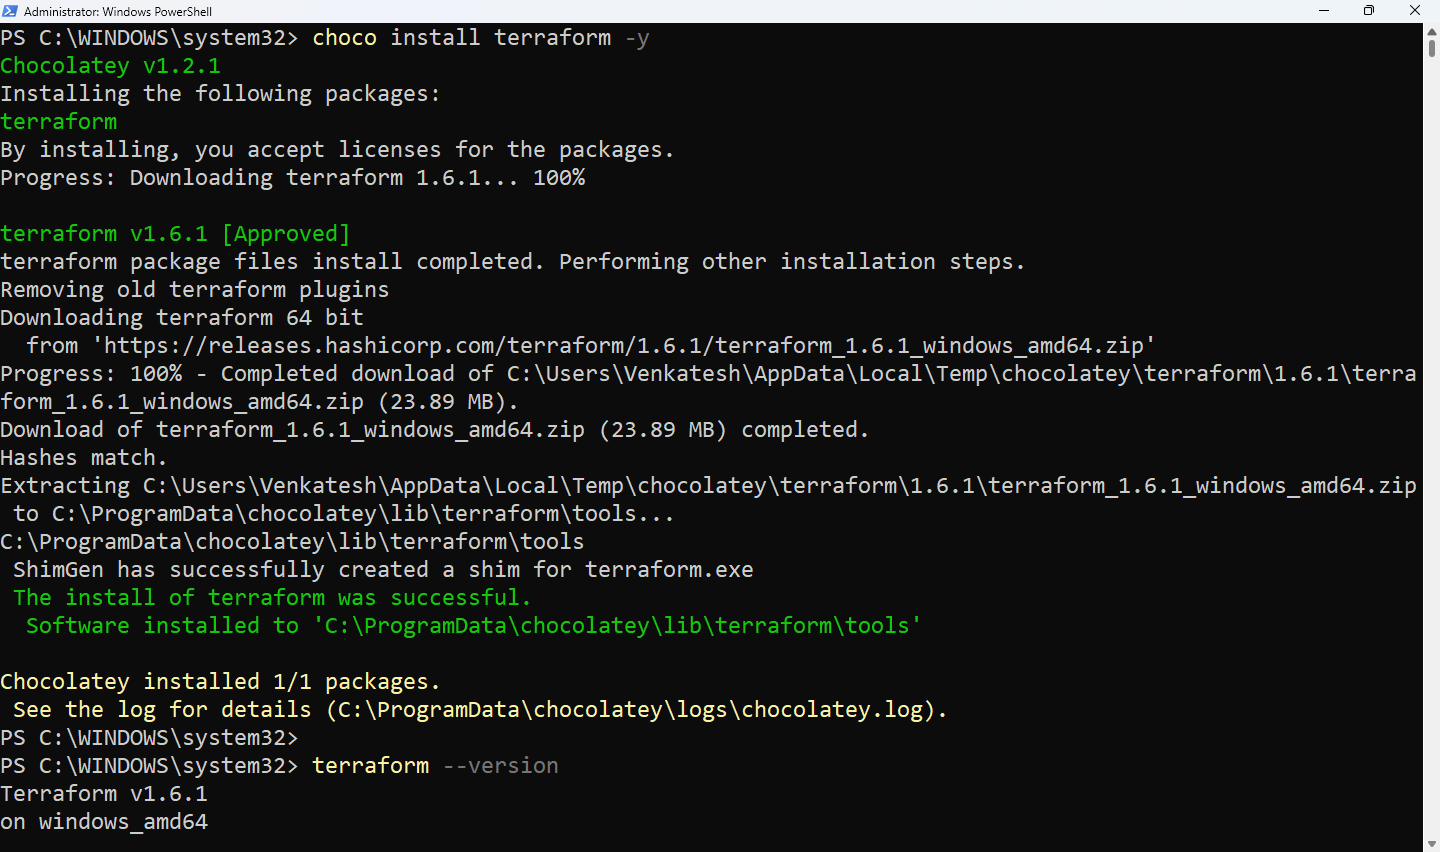 Administrator: Windows PowerShell
PS C:\WINDOWS\system32> choco install terraform -y
Chocolatey v1.2.1
Installing the following packages:
terraform
By installing, you accept licenses for the packages.
Progress: Downloading terraform 1.6.1... 100%
terraform v1.6.1 [Approved]
terraform package files install completed. Performing other installation steps.
Removing old terraform plugins
Downloading terraform 64 bit
  from 'https://releases.hashicorp.com/terraform/1.6.1/terraform_1.6.1_windows_amd64.zip'
Progress: 100% - Completed download of C:\Users\Venkatesh\AppData\Local\Temp\chocolatey\terraform\1.6.1\terra
form_1.6.1_windows_amd64.zip (23.89 MB).
Download of terraform_1.6.1_windows_amd64.zip (23.89 MB) completed.
Hashes match.
Extracting C:\Users\Venkatesh\AppData\Local\Temp\chocolatey\terraform\1.6.1\terraform_1.6.1_windows_amd64.zip
 to C:\ProgramData\chocolatey\lib\terraform\tools...
C:\ProgramData\chocolatey\lib\terraform\tools
 ShimGen has successfully created a shim for terraform.exe
 The install of terraform was successful.
  Software installed to 'C:\ProgramData\chocolatey\lib\terraform\tools'
Chocolatey installed 1/1 packages.
 See the log for details (C:\ProgramData\chocolatey\logs\chocolatey.log).
PS C:\WINDOWS\system32>
PS C:\WINDOWS\system32> terraform --version
Terraform v1.6.1
on windows_amd64